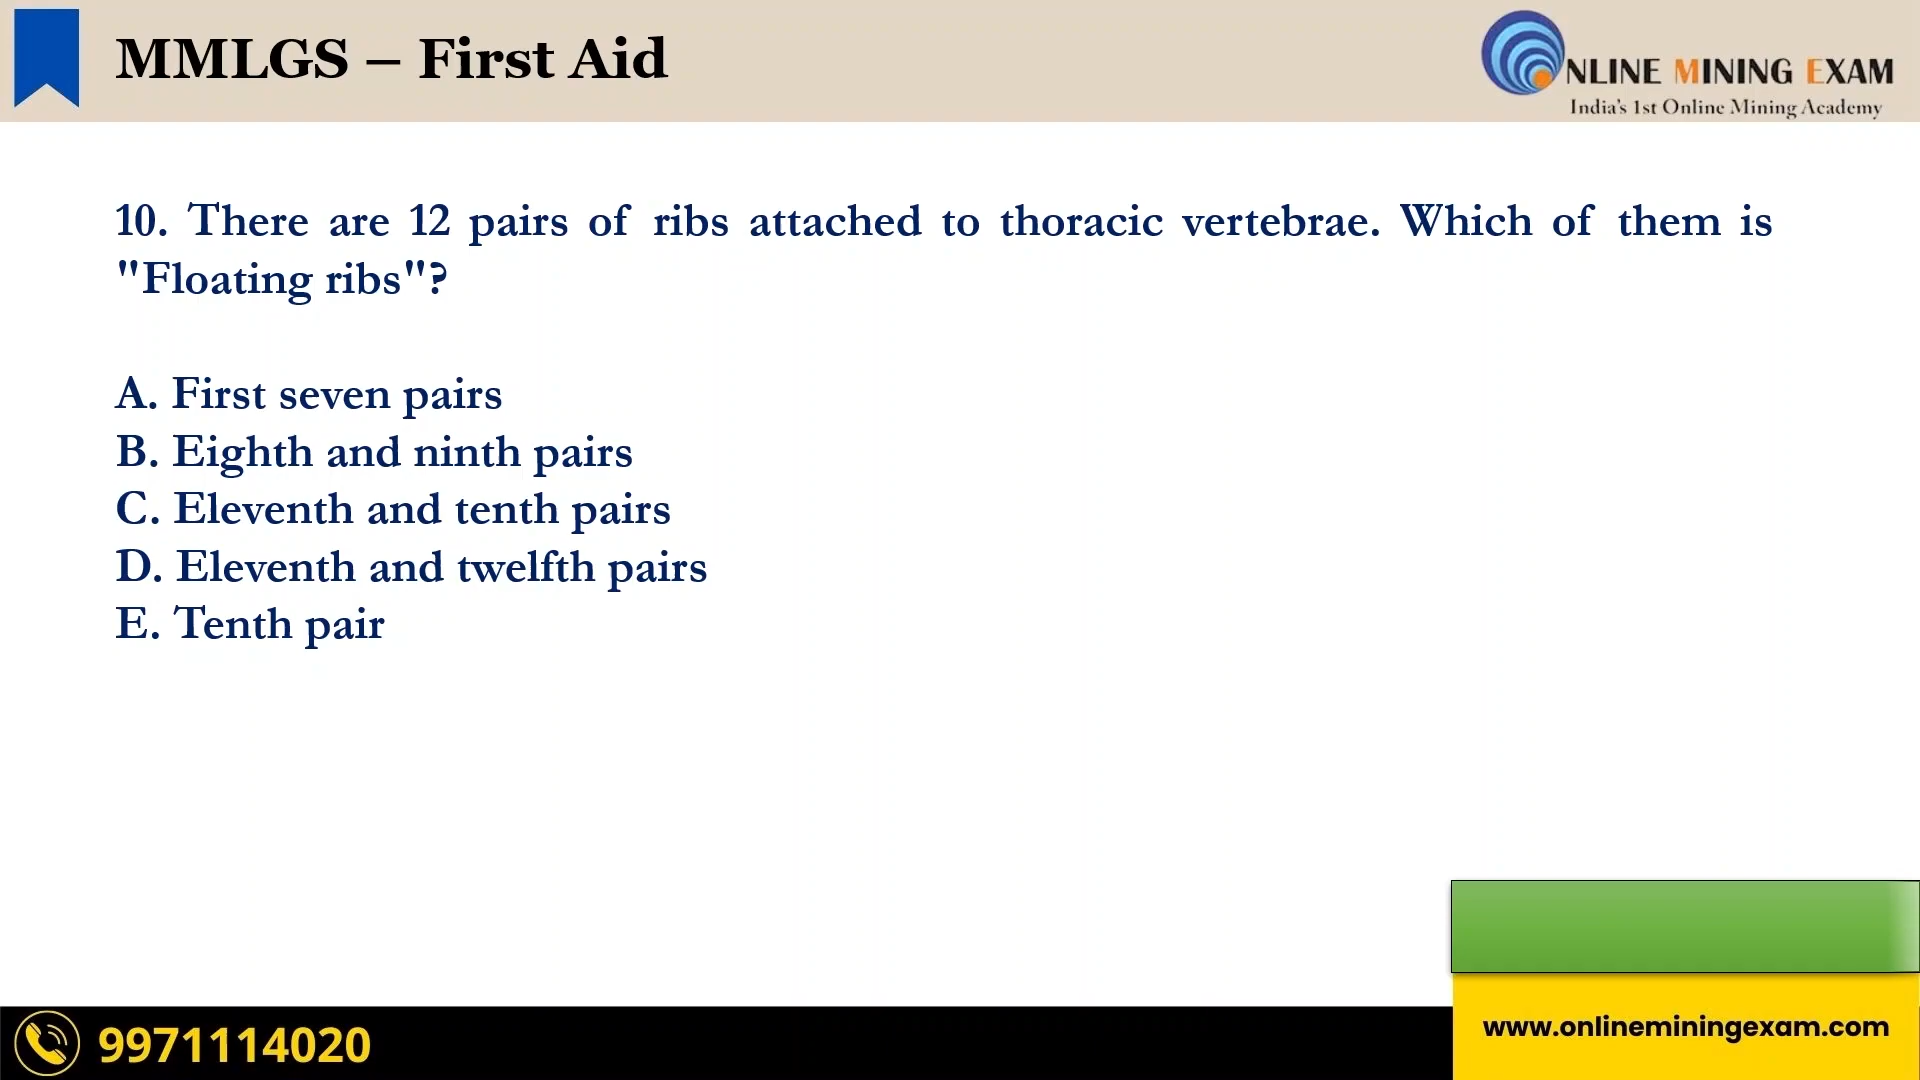 MMLGS – First Aid
NLINE MINING EXAM
India's 1st Online Mining Academy
10. There are 12 pairs of ribs attached to thoracic vertebrae. Which of them is
"Floating ribs"?
A. First seven pairs
B. Eighth and ninth pairs
C. Eleventh and tenth pairs
D. Eleventh and twelfth pairs
E. Tenth pair
9971114020
www.onlineminingexam.com